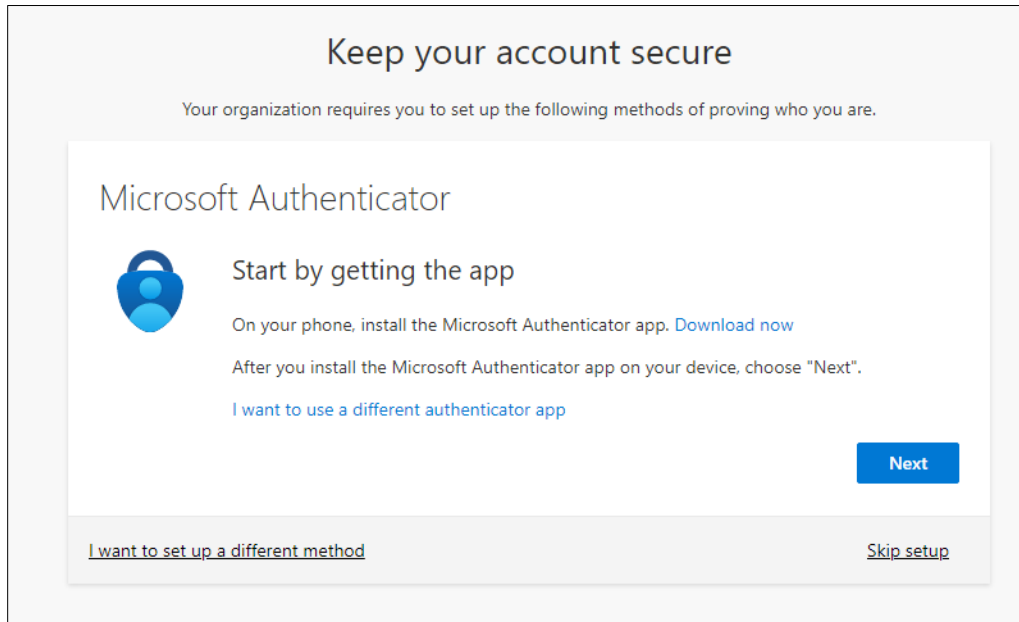 Keep your account secure
Your organization requires you to set up the following methods of proving who you are.
Microsoft Authenticator
Start by getting the app
On your phone, install the Microsoft Authenticator app. Download now
After you install the Microsoft Authenticator app on your device, choose "Next".
I want to use a different authenticator app
Next
I want to set up a different method Skip setup